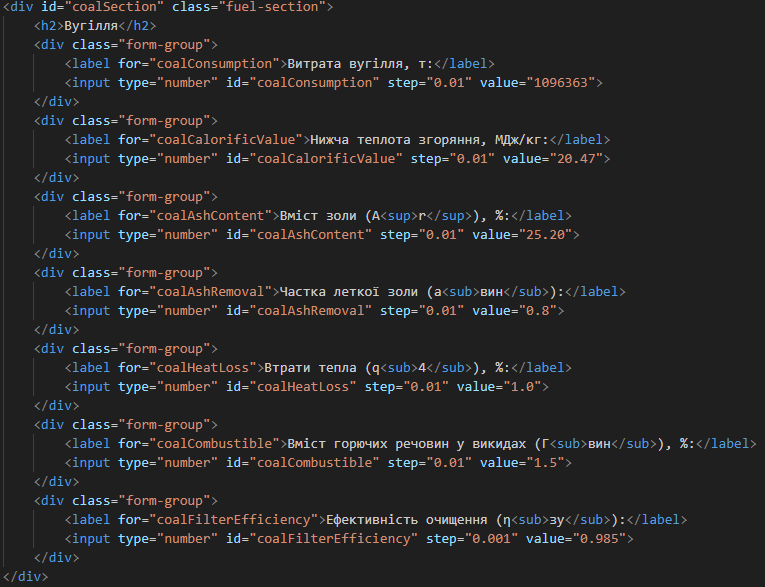 <div id="coalSection" class="fuel-section">
    <h2>Вугілля</h2>
    <div class="form-group">
        <label for="coalConsumption">Витрата вугілля, т:</label>
        <input type="number" id="coalConsumption" step="0.01" value="1096363">
    </div>
    <div class="form-group">
        <label for="coalCalorificValue">Нижча теплота згоряння, МДж/кг:</label>
        <input type="number" id="coalCalorificValue" step="0.01" value="20.47">
    </div>
    <div class="form-group">
        <label for="coalAshContent">Вміст золи (A<sup>r</sup>), %:</label>
        <input type="number" id="coalAshContent" step="0.01" value="25.20">
    </div>
    <div class="form-group">
        <label for="coalAshRemoval">Частка леткої золи (a<sub>вин</sub>):</label>
        <input type="number" id="coalAshRemoval" step="0.01" value="0.8">
    </div>
    <div class="form-group">
        <label for="coalHeatLoss">Втрати тепла (q<sub>4</sub>), %:</label>
        <input type="number" id="coalHeatLoss" step="0.01" value="1.0">
    </div>
    <div class="form-group">
        <label for="coalCombustible">Вміст горючих речовин у викидах (Г<sub>вин</sub>), %:</label>
        <input type="number" id="coalCombustible" step="0.01" value="1.5">
    </div>
    <div class="form-group">
        <label for="coalFilterEfficiency">Ефективність очищення (η<sub>зу</sub>):</label>
        <input type="number" id="coalFilterEfficiency" step="0.001" value="0.985">
    </div>
</div>